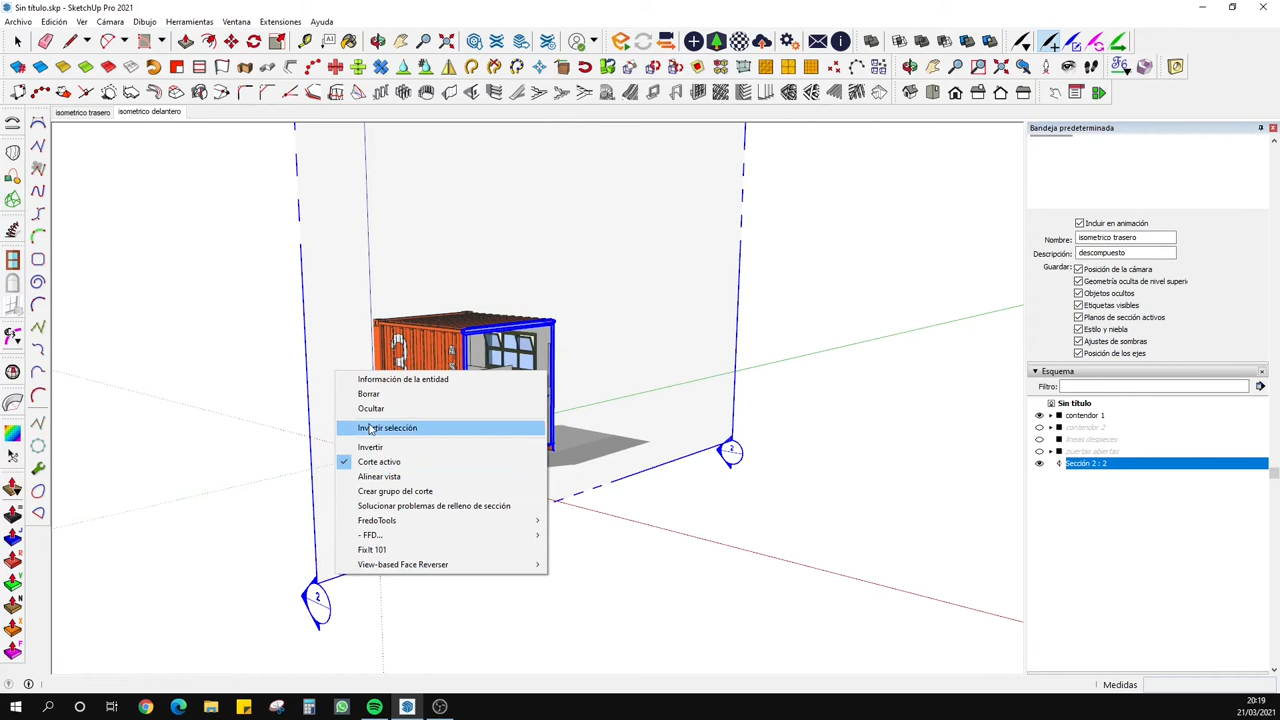 Sin título.skp - SketchUp Pro 2021
Archivo Edición Ver Cámara Dibujo Herramientas Ventana Extensiones Ayuda
isometrico trasero isometrico delantero
Bandeja predeterminada
Incluir en animación
Nombre: isometrico trasero
Descripción: descompuesto
Guardar: Posición de la cámara
Geometría oculta de nivel superi
Objetos ocultos
Etiquetas visibles
Planos de sección activos
Estilo y niebla
Ajustes de sombras
Posición de los ejes
Esquema
Filtro:
Sin título
contendor 1
contendor 2
lineas despieces
puertas abiertas
Sección 2 : 2
Información de la entidad
Borrar
Ocultar
Invertir selección
Invertir
Corte activo
Alinear vista
Crear grupo del corte
Solucionar problemas de relleno de sección
FredoTools
- FFD...
FixIt 101
View-based Face Reverser
2
2
Medidas
20:19
21/03/2021